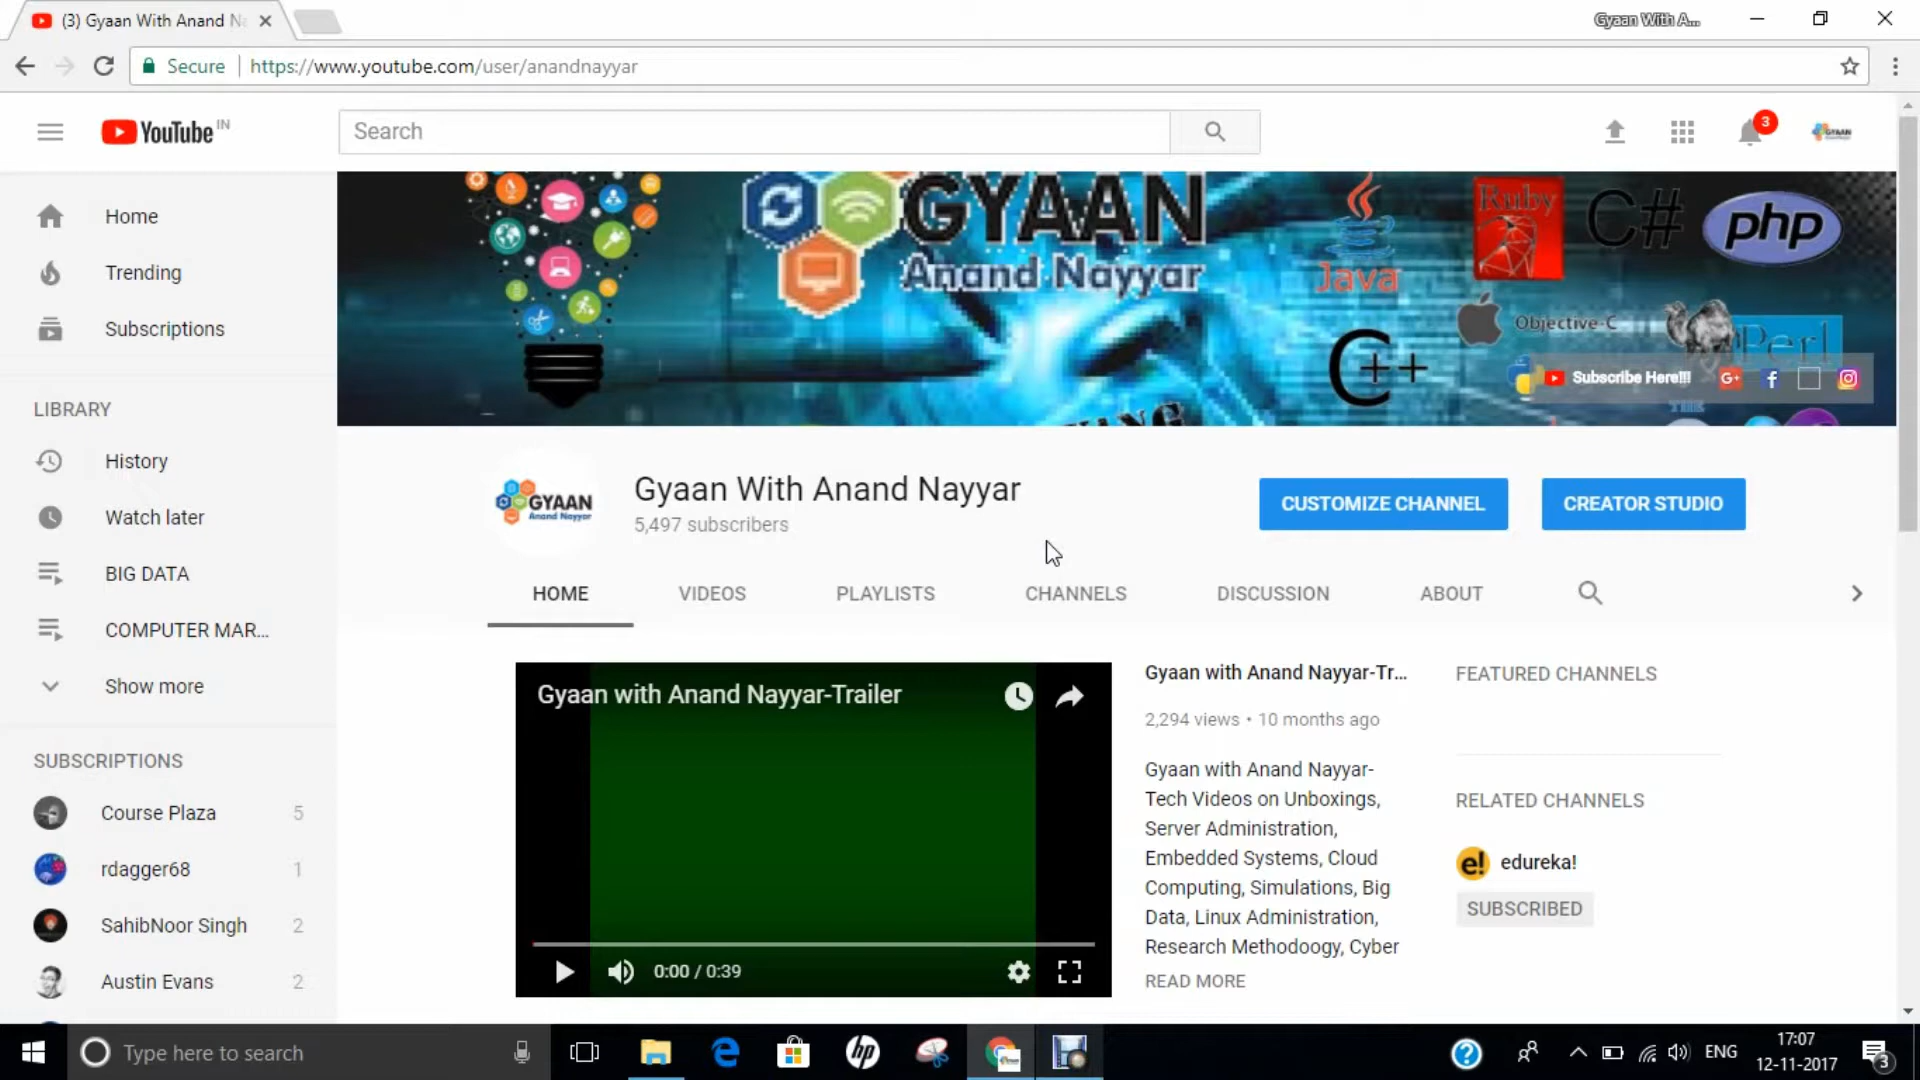 (3) Gyaan With Anand Na
Gyaan With A...
Secure
https://www.youtube.com/user/anandnayyar
YouTube IN
Search
3
GYAAN
Home
Trending
Subscriptions
LIBRARY
History
Watch later
BIG DATA
COMPUTER MAR...
Show more
SUBSCRIPTIONS
Course Plaza 5
rdagger68 1
SahibNoor Singh 2
Austin Evans 2
GYAAN
Anand Nayyar
Java
Ruby
C#
php
Objective-C
Perl
C++
Subscribe Here!!!
G+
THE
GYAAN
Anand Nayyar
Gyaan With Anand Nayyar
5,497 subscribers
CUSTOMIZE CHANNEL
CREATOR STUDIO
HOME
VIDEOS
PLAYLISTS
CHANNELS
DISCUSSION
ABOUT
Gyaan with Anand Nayyar-Trailer
0:00 / 0:39
Gyaan with Anand Nayyar-Tr...
2,294 views • 10 months ago
Gyaan with Anand Nayyar-
Tech Videos on Unboxings,
Server Administration,
Embedded Systems, Cloud
Computing, Simulations, Big
Data, Linux Administration,
Research Methodoogy, Cyber
READ MORE
FEATURED CHANNELS
RELATED CHANNELS
e!
edureka!
SUBSCRIBED
Type here to search
hp
ENG
17:07
12-11-2017
3